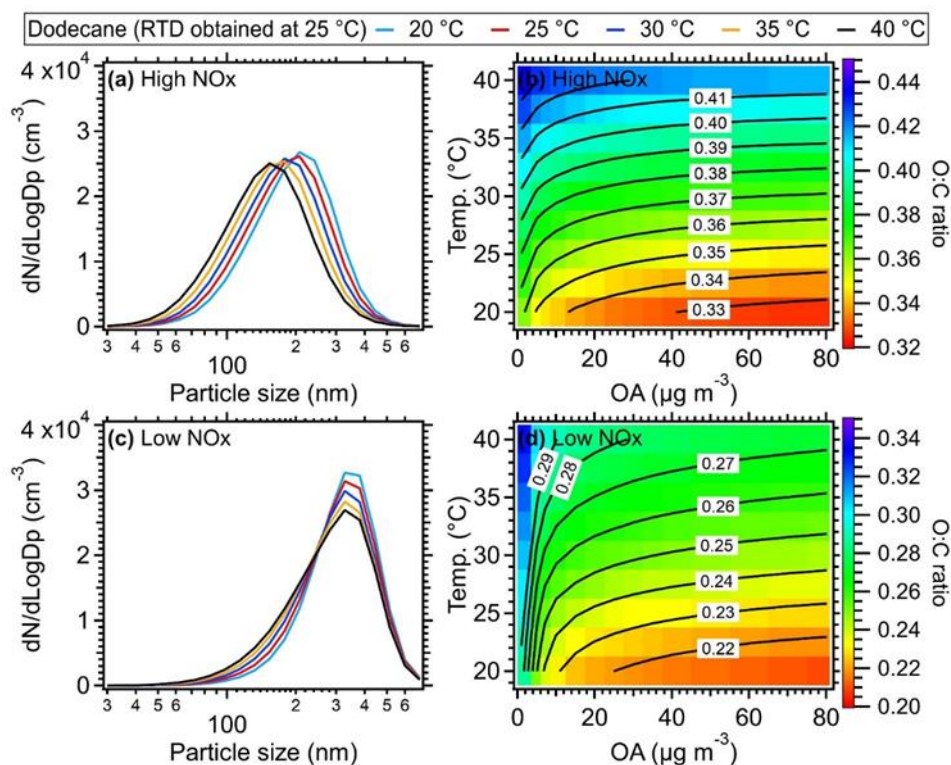 Dodecane (RTD obtained at 25 °C) 20 °C 25 °C 30 °C 35 °C 40 °C
(a) High NOx
4 x10⁴
3
2
1
0
dN/dLogDp (cm⁻³)
3 4 5 6 100 2 3 4 5 6
Particle size (nm)
(b) High NOx
40
35
30
25
20
Temp. (°C)
0.41
0.40
0.39
0.38
0.37
0.36
0.35
0.34
0.33
0 20 40 60 80
OA (µg m⁻³)
0.44
0.42
0.40
0.38
0.36
0.34
0.32
O:C ratio
(c) Low NOx
4 x10⁴
3
2
1
0
dN/dLogDp (cm⁻³)
3 4 5 6 100 2 3 4 5 6
Particle size (nm)
(d) Low NOx
40
35
30
25
20
Temp. (°C)
0.29
0.28
0.27
0.26
0.25
0.24
0.23
0.22
0 20 40 60 80
OA (µg m⁻³)
0.34
0.32
0.30
0.28
0.26
0.24
0.22
0.20
O:C ratio